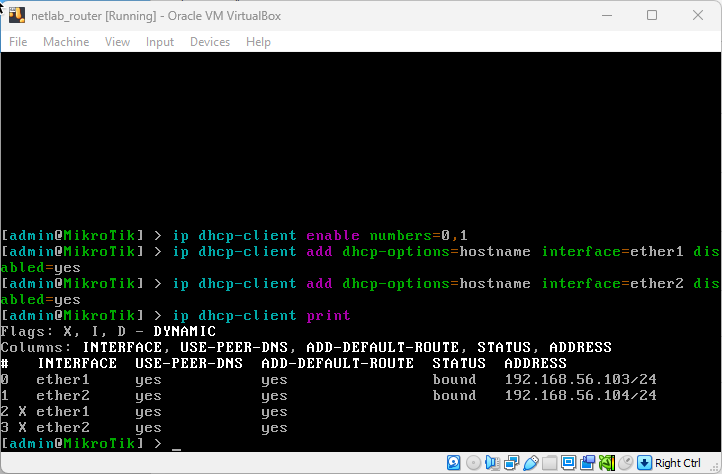 netlab_router [Running] - Oracle VM VirtualBox
File Machine View Input Devices Help
[admin@MikroTik] > ip dhcp-client enable numbers=0,1
[admin@MikroTik] > ip dhcp-client add dhcp-options=hostname interface=ether1 dis
abled=yes
[admin@MikroTik] > ip dhcp-client add dhcp-options=hostname interface=ether2 dis
abled=yes
[admin@MikroTik] > ip dhcp-client print
Flags: X, I, D - DYNAMIC
Columns: INTERFACE, USE-PEER-DNS, ADD-DEFAULT-ROUTE, STATUS, ADDRESS
# INTERFACE USE-PEER-DNS ADD-DEFAULT-ROUTE STATUS ADDRESS
0 ether1 yes yes bound 192.168.56.103/24
1 ether2 yes yes bound 192.168.56.104/24
2 X ether1 yes yes
3 X ether2 yes yes
[admin@MikroTik] > _
Right Ctrl